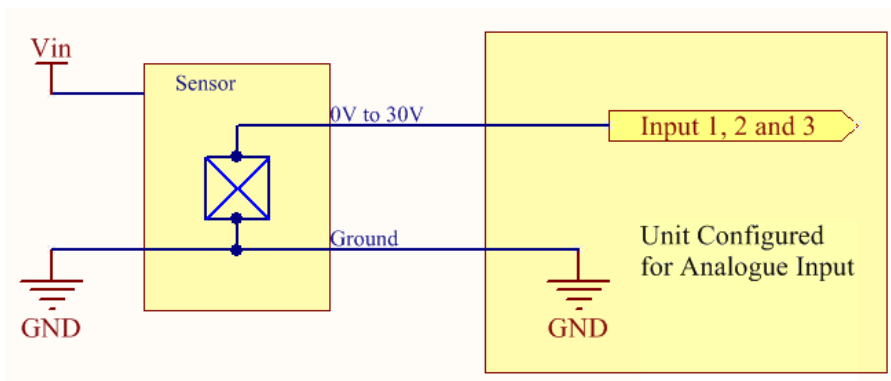 Vin
Sensor
0V to 30V
Input 1, 2 and 3
Ground
Unit Configured
for Analogue Input
GND
GND